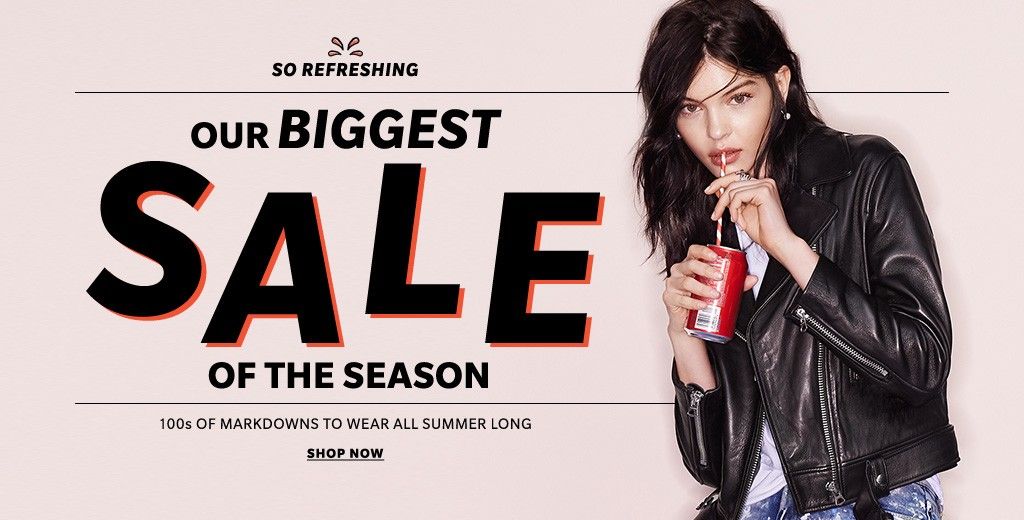 SO REFRESHING
OUR BIGGEST
SALE
OF THE SEASON
100s OF MARKDOWNS TO WEAR ALL SUMMER LONG
SHOP NOW